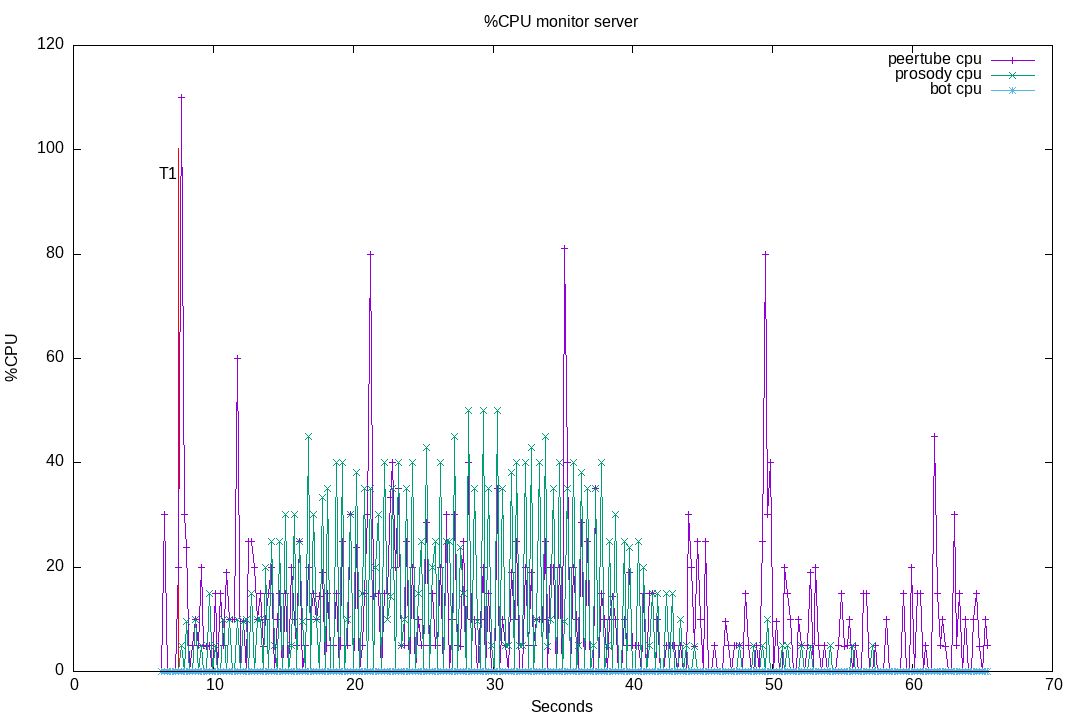 %CPU monitor server
120
100
80
60
40
20
0
%CPU
T1
peertube cpu
prosody cpu
bot cpu
0 10 20 30 40 50 60 70
Seconds